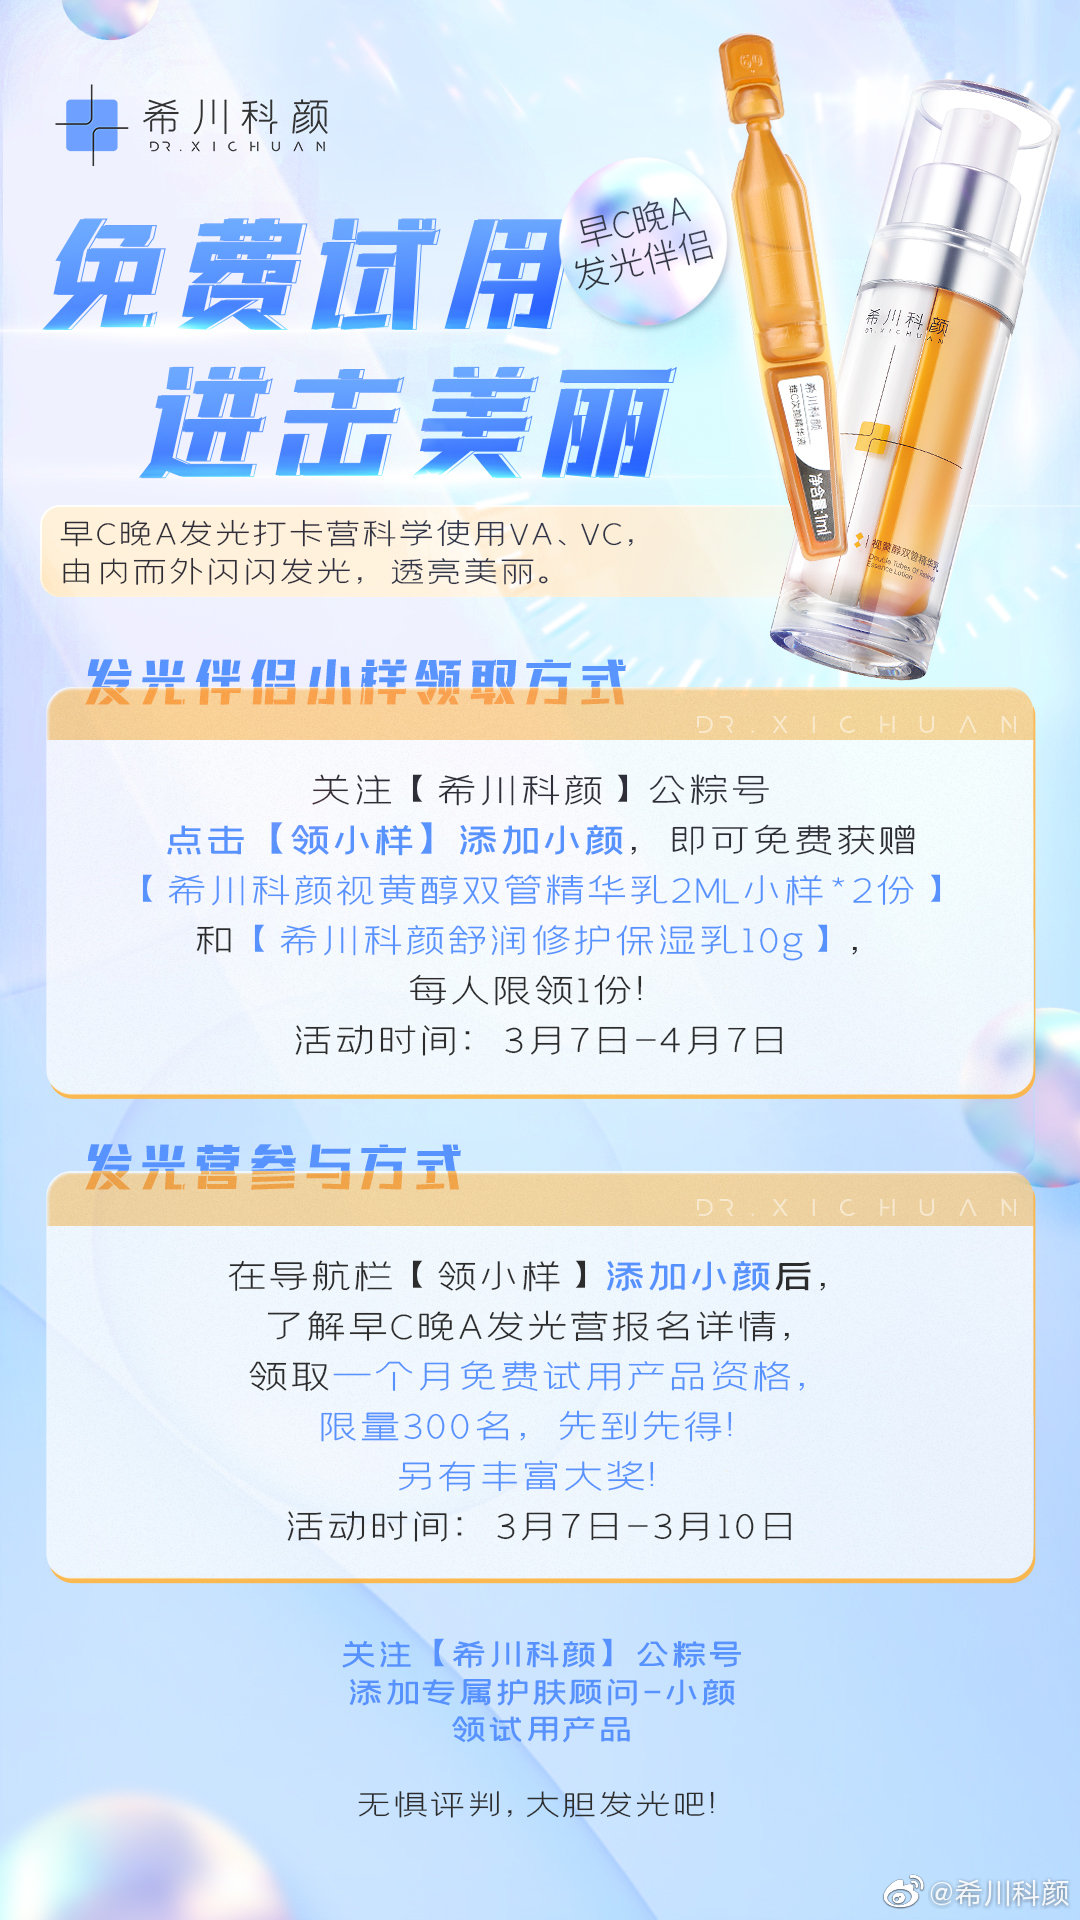 希川科颜
DR.XICHUAN
免费试用
早C晚A
发光伴侣
进击美丽
早C晚A发光打卡营科学使用VA、VC,
由内而外闪闪发光，透亮美丽。
希川科颜
维C次抛精华液
净含量:1ml
希川科颜
DR.XICHUAN
视黄醇双管精华乳
Double Tubes Of Retinol
Essence Lotion
发光伴侣小样领取方式
DR.XICHUAN
关注【希川科颜】公粽号
点击【领小样】添加小颜，即可免费获赠
【希川科颜视黄醇双管精华乳2ML小样*2份】
和【希川科颜舒润修护保湿乳10g】,
每人限领1份!
活动时间：3月7日-4月7日
发光营参与方式
DR.XICHUAN
在导航栏【领小样】添加小颜后,
了解早C晚A发光营报名详情,
领取一个月免费试用产品资格,
限量300名，先到先得!
另有丰富大奖!
活动时间：3月7日-3月10日
关注【希川科颜】公粽号
添加专属护肤顾问-小颜
领试用产品
无惧评判,大胆发光吧!
@希川科颜